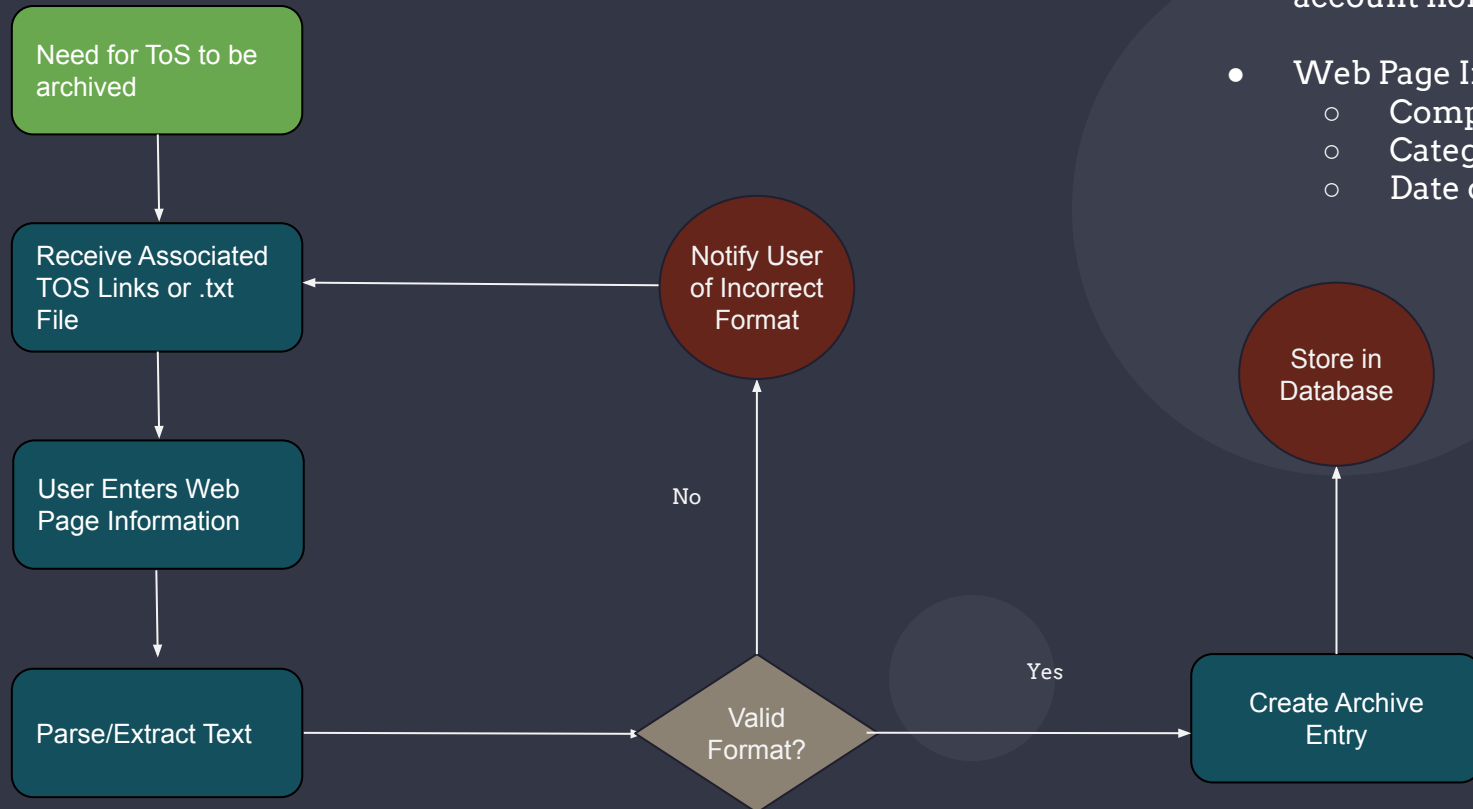 Need for ToS to be
archived
Receive Associated
TOS Links or .txt
File
User Enters Web
Page Information
Parse/Extract Text
Notify User
of Incorrect
Format
No
Valid
Format?
Yes
Create Archive
Entry
Store in
Database
account
● Web Page
○
○
○ Date